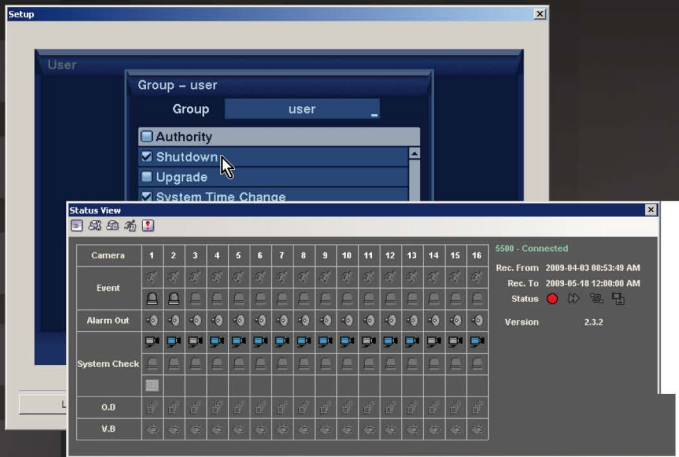 Setup
User
Group – user
Group user
Authority
Shutdown
Upgrade
System Time Change
Status View
Camera 1 2 3 4 5 6 7 8 9 10 11 12 13 14 15 16
Event
Alarm Out
System Check
O.D
V.B
5500 - Connected
Rec. From 2009-04-03 08:53:49 AM
Rec. To 2009-05-18 12:00:00 AM
Status
Version 2.3.2
L